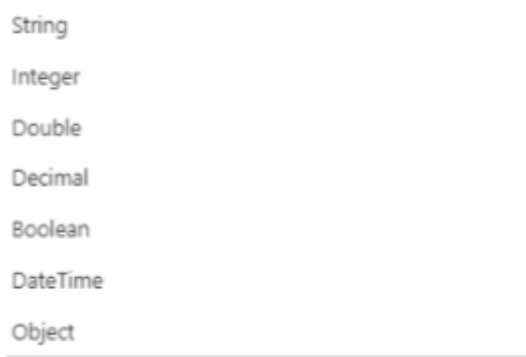 String
Integer
Double
Decimal
Boolean
DateTime
Object